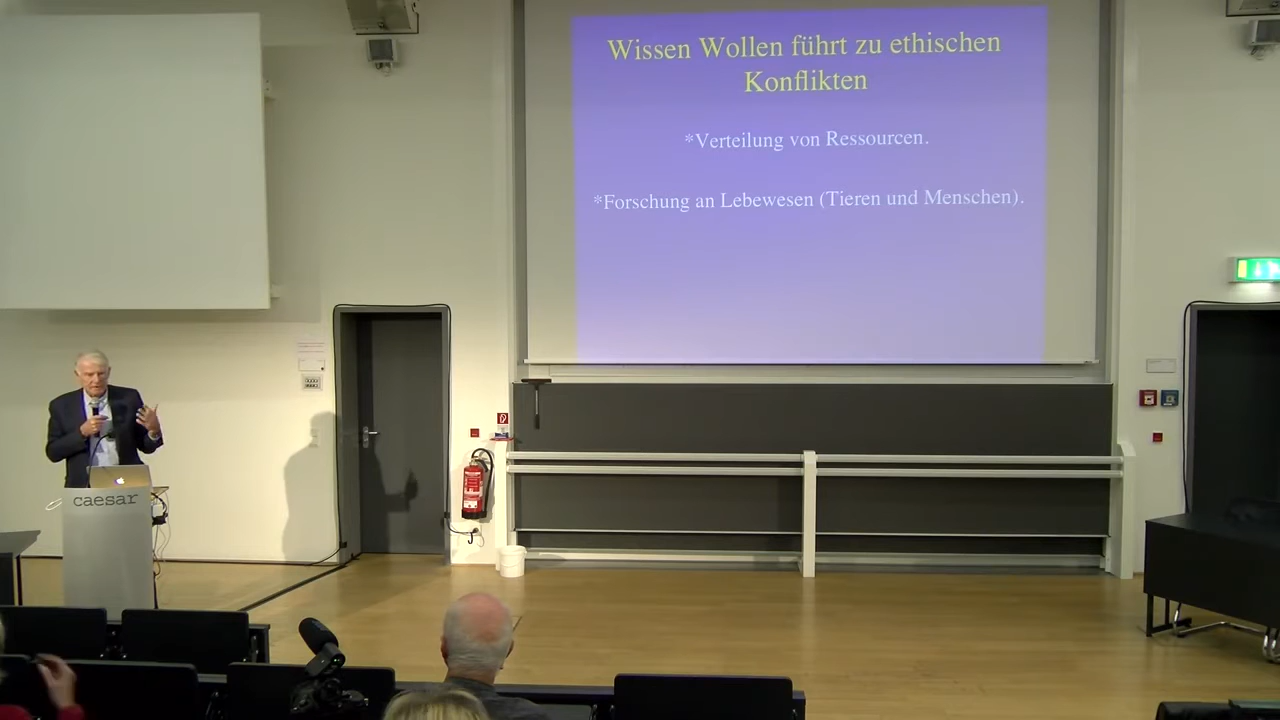 Wissen Wollen führt zu ethischen
Konflikten
*Verteilung von Ressourcen.
*Forschung an Lebewesen (Tieren und Menschen).
caesar